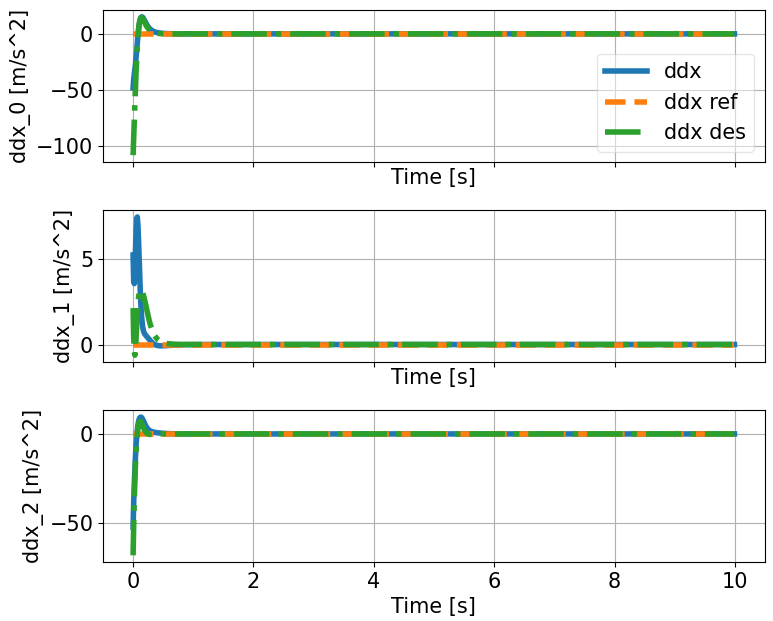 ddx_0 [m/s^2]
0
−50
−100
ddx
ddx ref
ddx des
Time [s]
ddx_1 [m/s^2]
5
0
Time [s]
ddx_2 [m/s^2]
0
−50
0 2 4 6 8 10
Time [s]